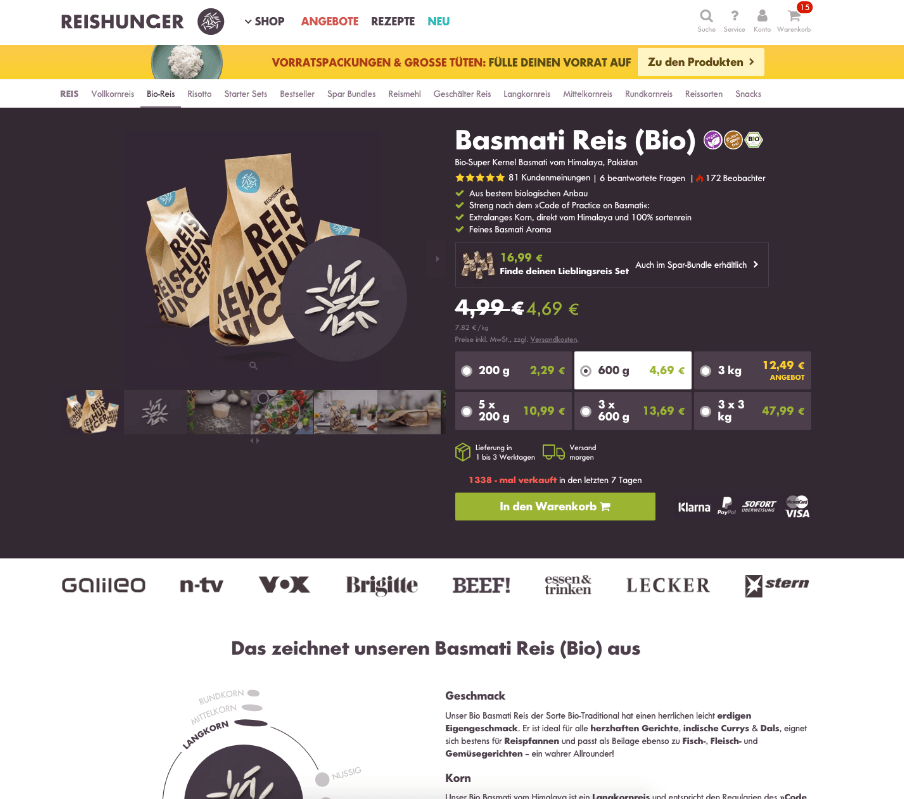 REISHUNGER
SHOP
ANGEBOTE
REZEPTE
NEU
15
Suche
Service
Konto
Warenkorb
VORRATSPACKUNGEN & GROSSE TÜTEN: FÜLLE DEINEN VORRAT AUF
Zu den Produkten
REIS
Vollkornreis
Bio-Reis
Risotto
Starter Sets
Bestseller
Spar Bundles
Reismehl
Geschälter Reis
Langkornreis
Mittelkornreis
Rundkornreis
Reissorten
Snacks
REIS
HUN
GER
Basmati Reis (Bio)
BIO
Bio-Super Kernel Basmati vom Himalaya, Pakistan
81 Kundenmeinungen | 6 beantwortete Fragen | 172 Beobachter
Aus bestem biologischen Anbau
Streng nach dem »Code of Practice on Basmati«:
Extralanges Korn, direkt vom Himalaya und 100% sortenrein
Feines Basmati Aroma
16,99 €
Finde deinen Lieblingsreis Set
Auch im Spar-Bundle erhältlich
4,99 € 4,69 €
7.82 € / kg
Preise inkl. MwSt., zzgl. Versandkosten.
200 g 2,29 €
600 g 4,69 €
3 kg 12,49 €
ANGEBOT
5 x 200 g 10,99 €
3 x 600 g 13,69 €
3 x 3 kg 47,99 €
Lieferung in
1 bis 3 Werktagen
Versand
morgen
1338 - mal verkauft in den letzten 7 Tagen
In den Warenkorb
Klarna
PayPal
SOFORT
ÜBERWEISUNG
MasterCard
VISA
GALILEO
n-tv
VOX
Brigitte
BEEF!
essen&
trinken
LECKER
stern
Das zeichnet unseren Basmati Reis (Bio) aus
RUNDKORN
MITTELKORN
LANGKORN
NUSSIG
Geschmack
Unser Bio Basmati Reis der Sorte Bio-Traditional hat einen herrlichen leicht erdigen
Eigengeschmack. Er ist ideal für alle herzhaften Gerichte, indische Currys & Dals, eignet
sich bestens für Reispfannen und passt als Beilage ebenso zu Fisch-, Fleisch- und
Gemüsegerichten – ein wahrer Allrounder!
Korn
Unser Bio Basmati vom Himalaya ist ein Langkornreis und entspricht den Regularien des »Code